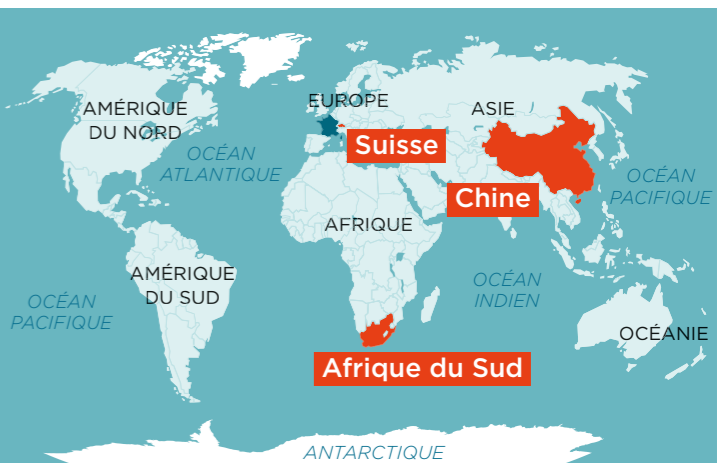 EUROPE
AMÉRIQUE
DU NORD
ASIE
OCÉAN
ATLANTIQUE
Suisse
OCÉAN
PACIFIQUE
Chine
AFRIQUE
AMÉRIQUE
DU SUD
OCÉAN
INDIEN
OCÉAN
PACIFIQUE
OCÉANIE
Afrique du Sud
ANTARCTIQUE